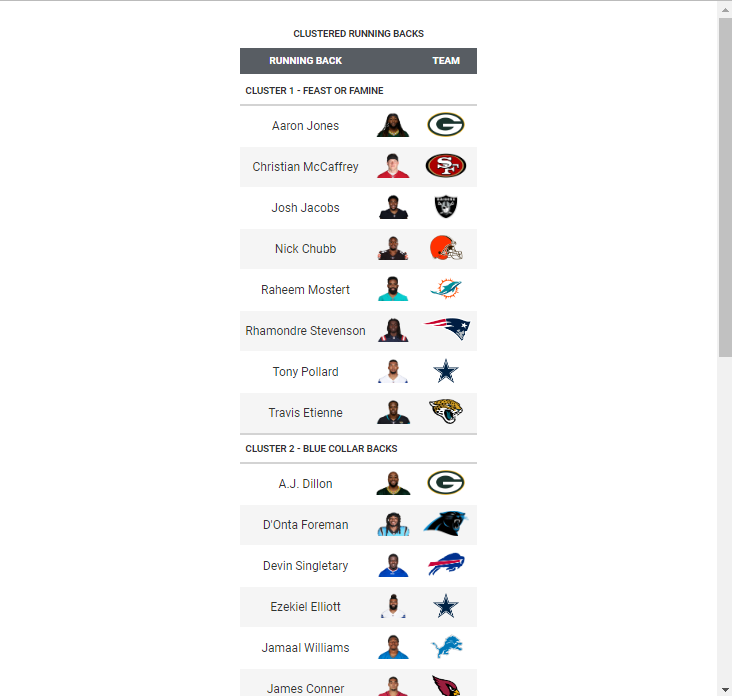 CLUSTERED RUNNING BACKS
RUNNING BACK TEAM
CLUSTER 1 - FEAST OR FAMINE
Aaron Jones
Christian McCaffrey
Josh Jacobs
Nick Chubb
Raheem Mostert
Rhamondre Stevenson
Tony Pollard
Travis Etienne
CLUSTER 2 - BLUE COLLAR BACKS
A.J. Dillon
D'Onta Foreman
Devin Singletary
Ezekiel Elliott
Jamaal Williams
James Conner